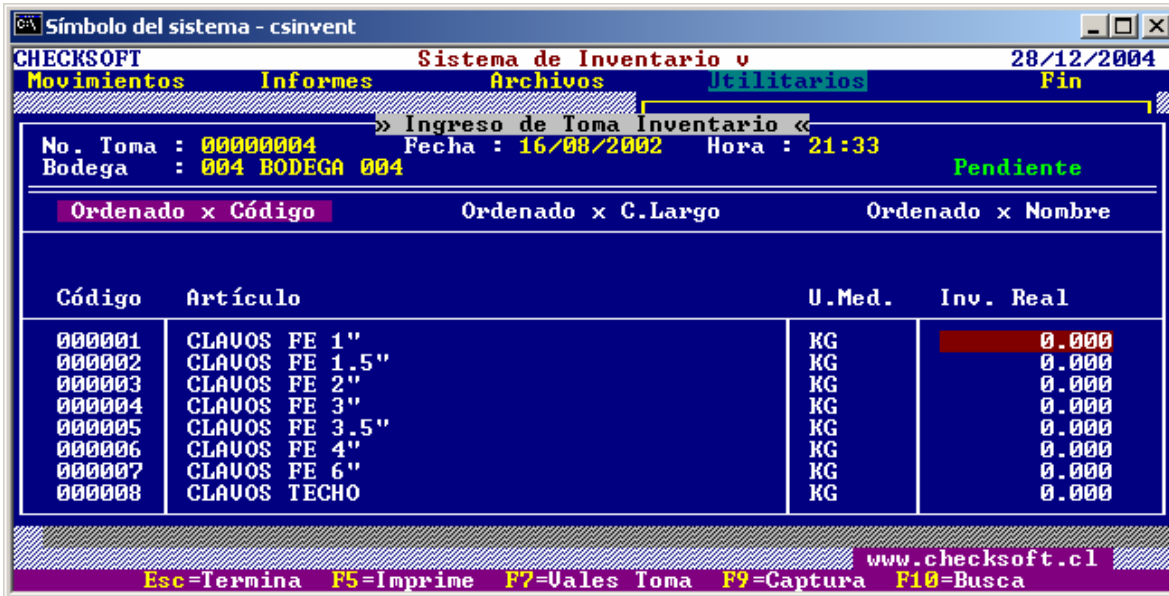 Símbolo del sistema - csinvent
CHECKSOFT Sistema de Inventario v 28/12/2004
Movimientos Informes Archivos Utilitarios Fin
» Ingreso de Toma Inventario «
No. Toma : 00000004 Fecha : 16/08/2002 Hora : 21:33
Bodega : 004 BODEGA 004 Pendiente
Ordenado x Código Ordenado x C.Largo Ordenado x Nombre
Código Artículo U.Med. Inv. Real
000001 CLAVOS FE 1" KG 0.000
000002 CLAVOS FE 1.5" KG 0.000
000003 CLAVOS FE 2" KG 0.000
000004 CLAVOS FE 3" KG 0.000
000005 CLAVOS FE 3.5" KG 0.000
000006 CLAVOS FE 4" KG 0.000
000007 CLAVOS FE 6" KG 0.000
000008 CLAVOS TECHO KG 0.000
www.checksoft.cl
Esc=Termina F5=Imprime F7=Vales Toma F9=Captura F10=Busca